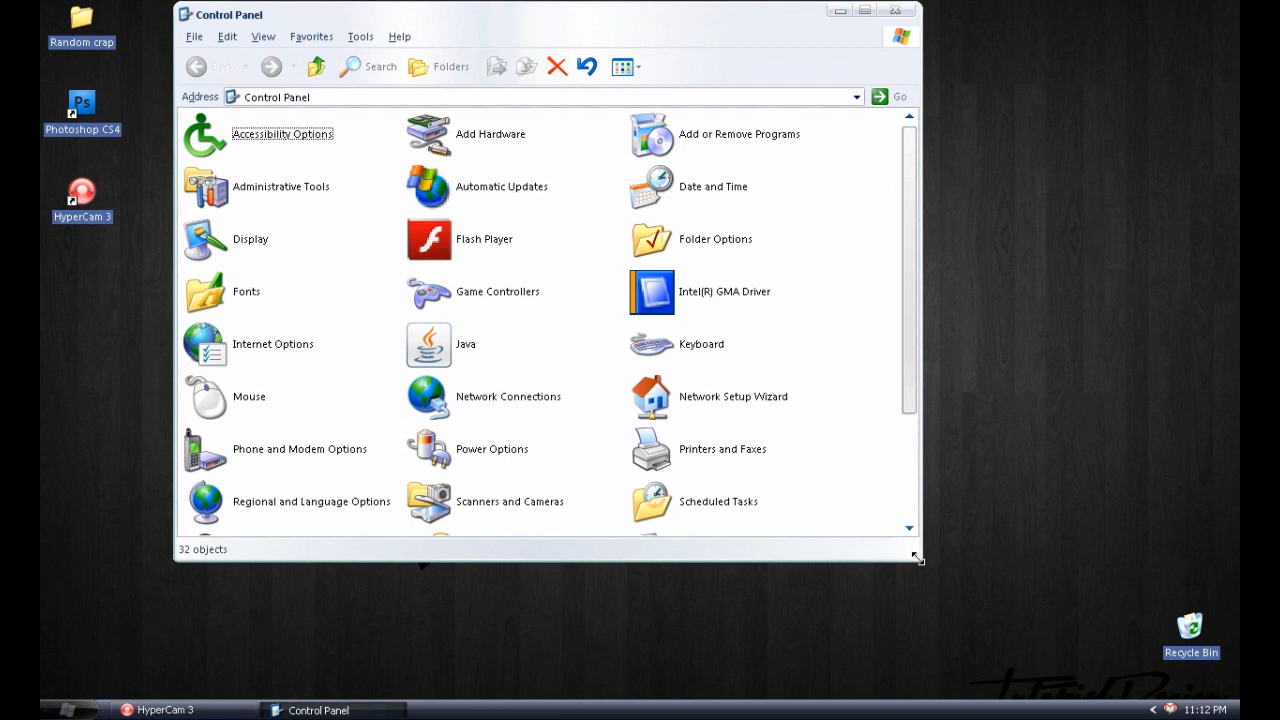 Random crap
Photoshop CS4
HyperCam 3
Control Panel
File Edit View Favorites Tools Help
Back Search Folders
Address Control Panel Go
Accessibility Options Add Hardware Add or Remove Programs
Administrative Tools Automatic Updates Date and Time
Display Flash Player Folder Options
Fonts Game Controllers Intel(R) GMA Driver
Internet Options Java Keyboard
Mouse Network Connections Network Setup Wizard
Phone and Modem Options Power Options Printers and Faxes
Regional and Language Options Scanners and Cameras Scheduled Tasks
32 objects
Recycle Bin
HyperCam 3 Control Panel 11:12 PM